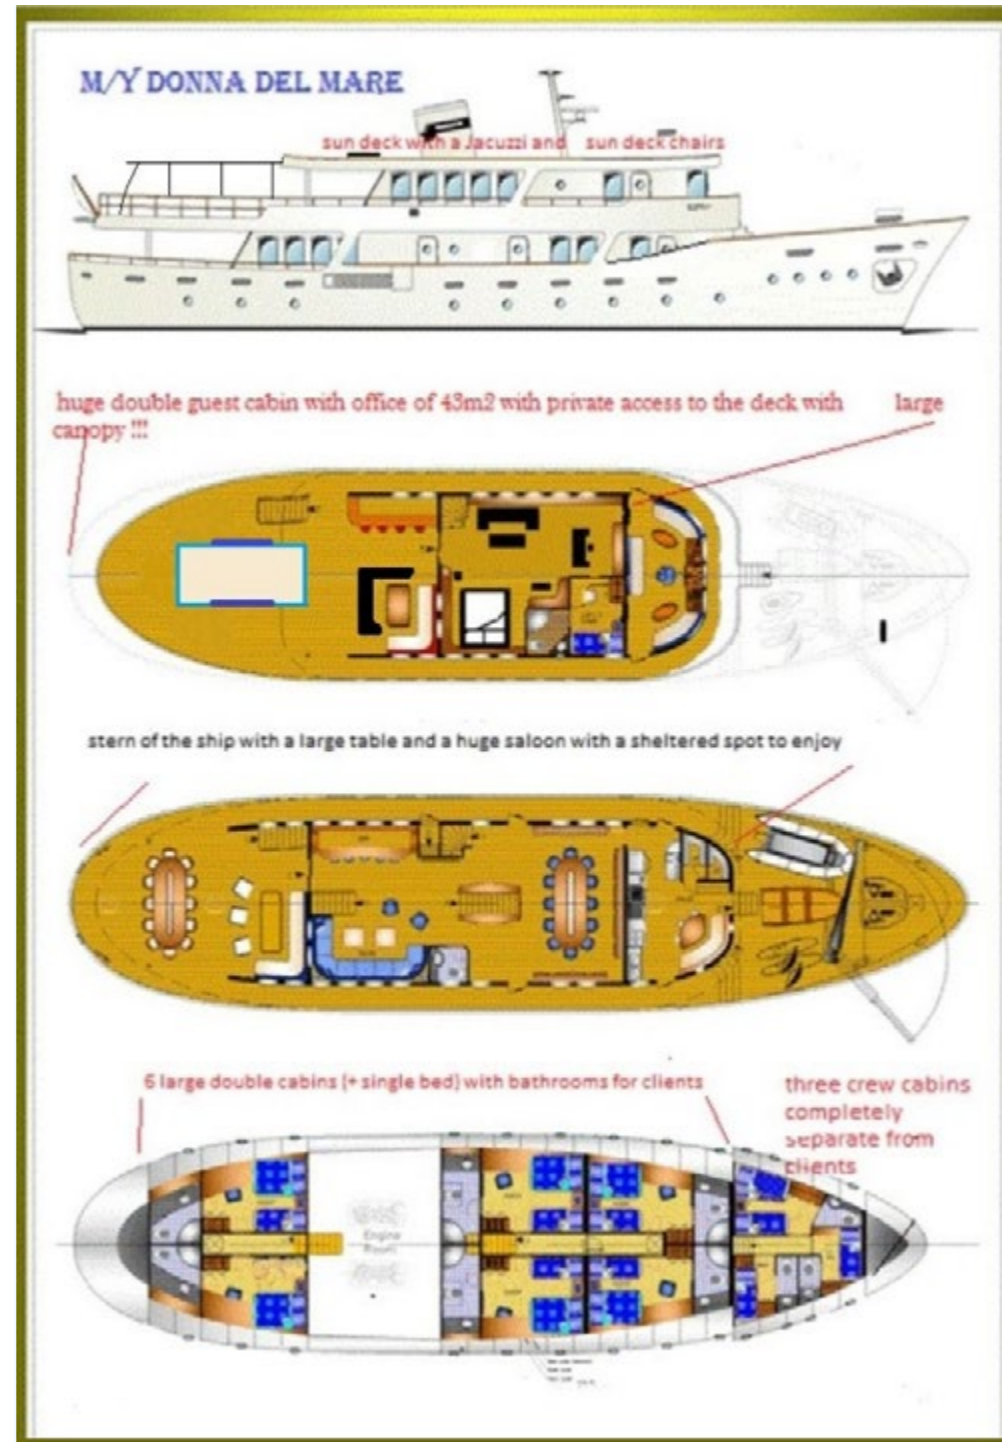 M/Y DONNA DEL MARE
sun deck with a Jacuzzi and sun deck chairs
huge double guest cabin with office of 43m2 with private access to the deck with large
canopy !!!
stern of the ship with a large table and a huge saloon with a sheltered spot to enjoy
6 large double cabins (+ single bed) with bathrooms for clients
three crew cabins
completely
separate from
clients
Engine
Room